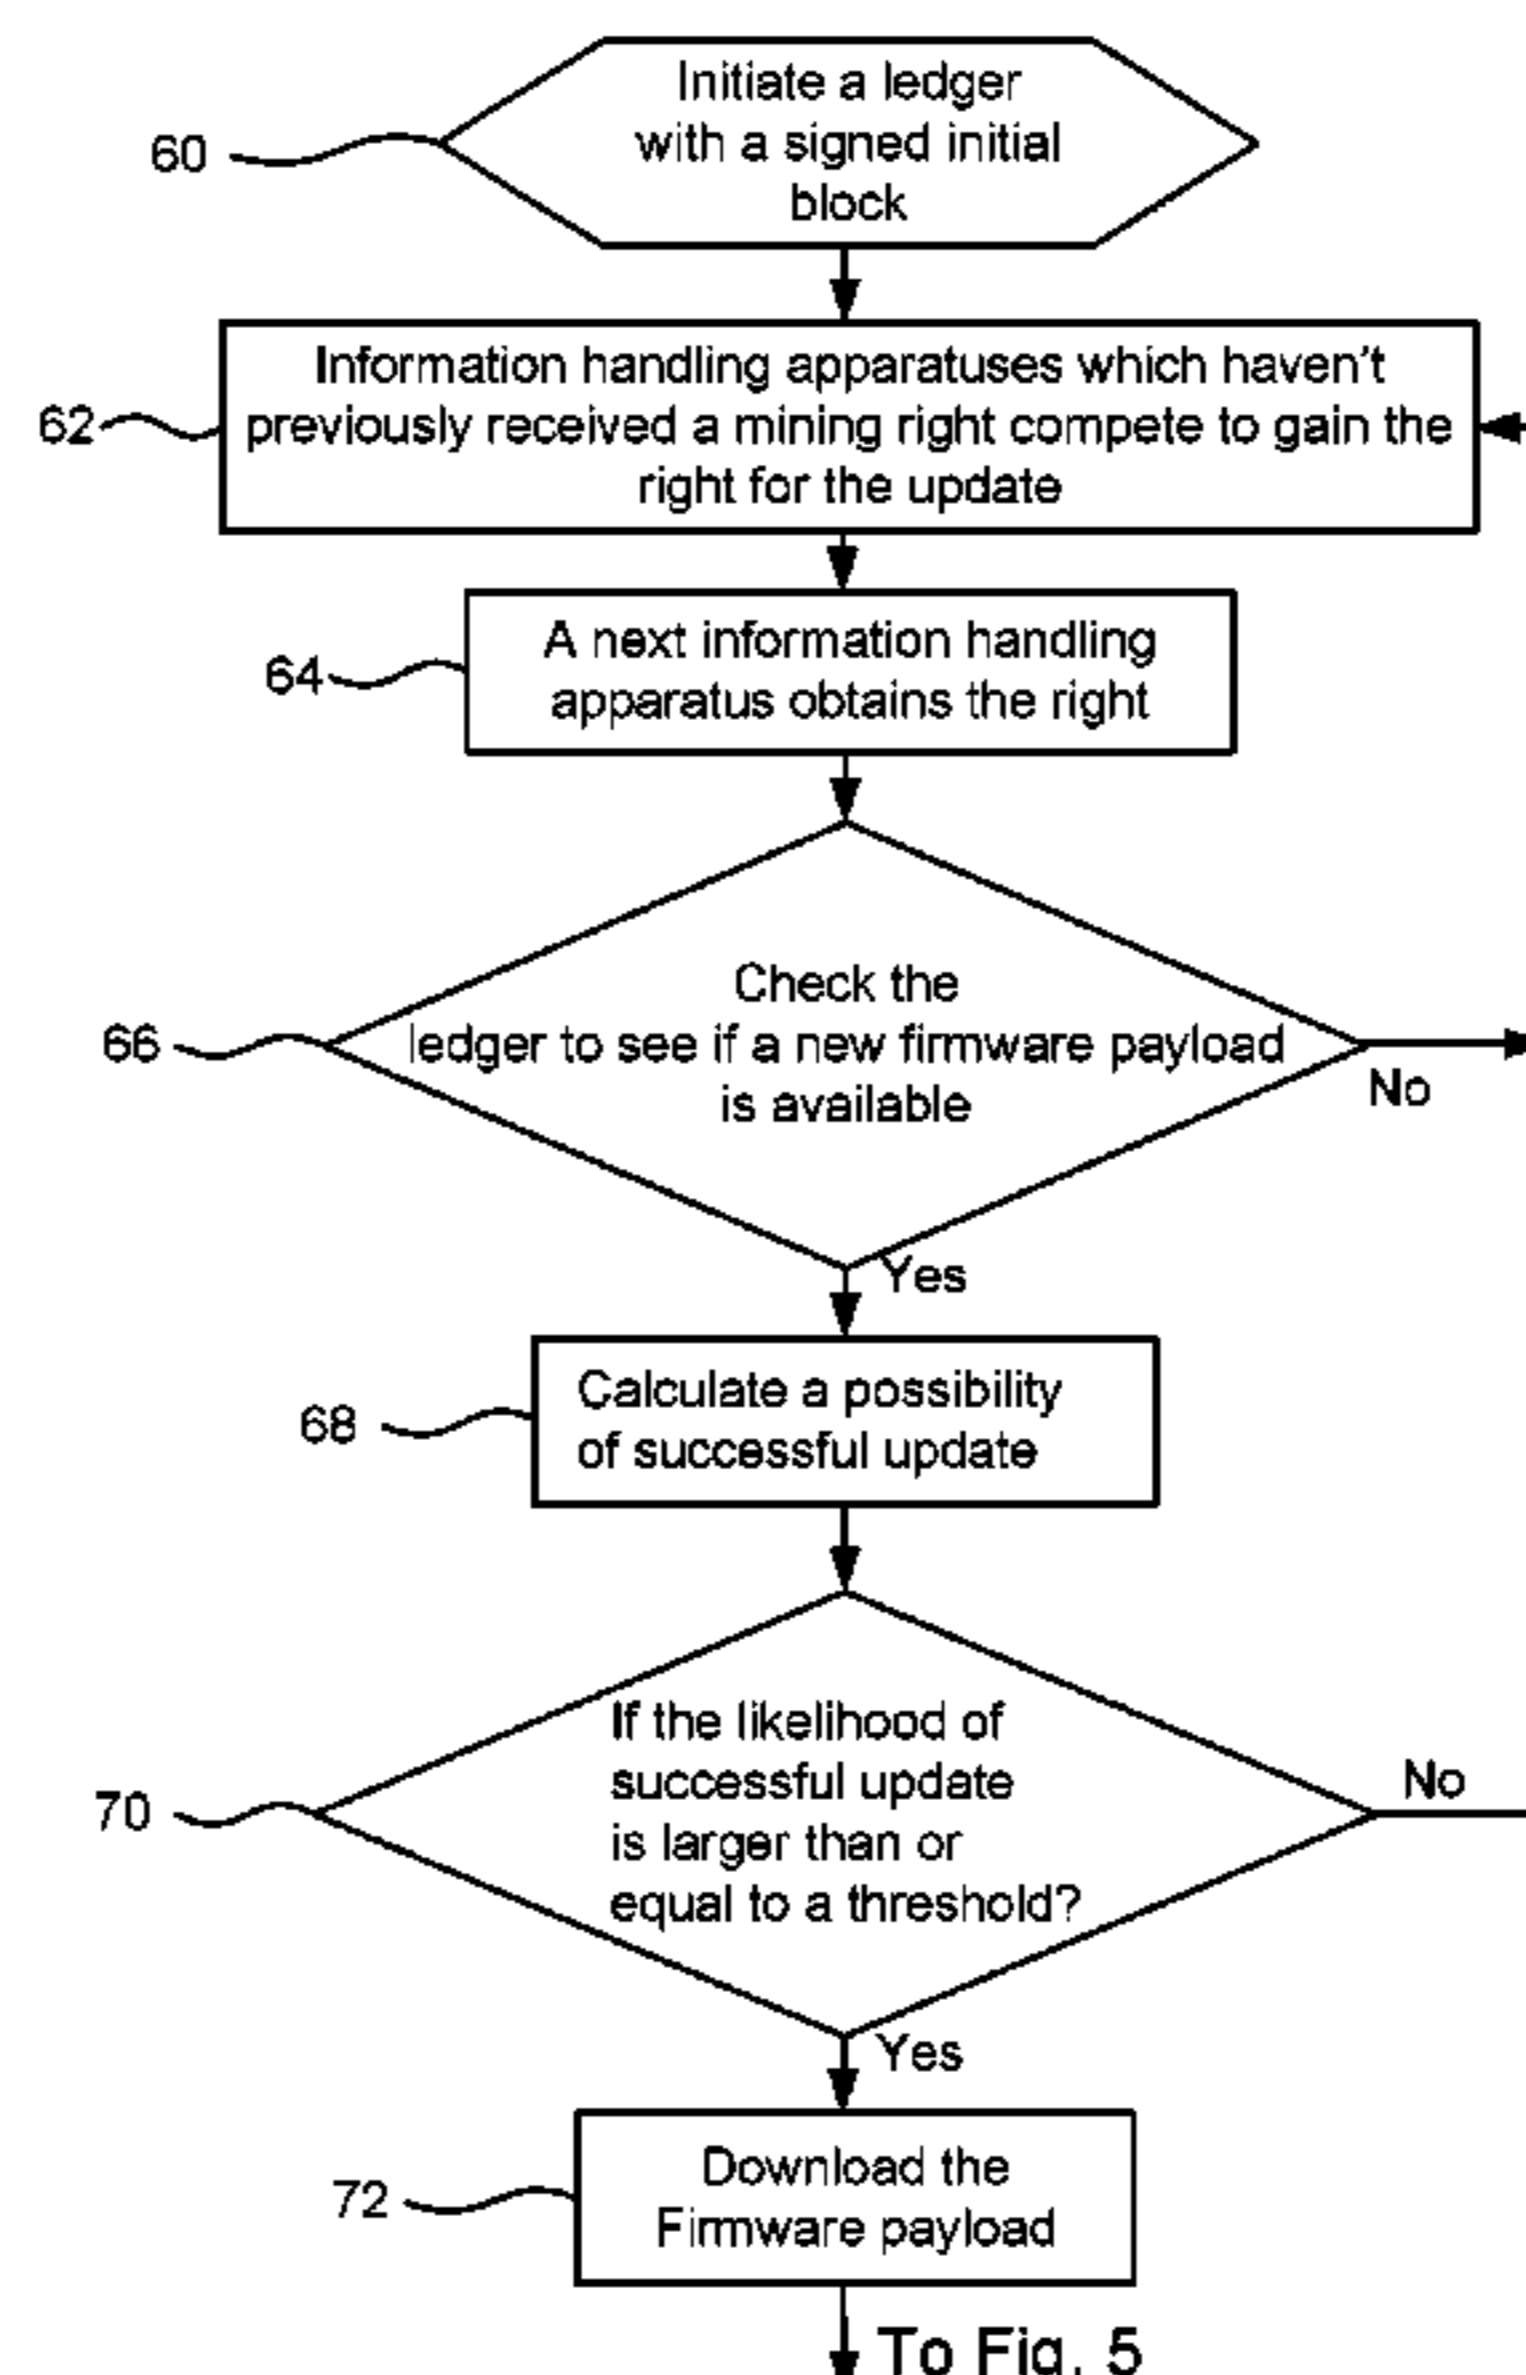 Initiate a ledger
with a signed initial
block
60
Information handling apparatuses which haven't
previously received a mining right compete to gain the
right for the update
62
A next information handling
apparatus obtains the right
64
Check the
ledger to see if a new firmware payload
is available
66
No
Yes
Calculate a possibility
of successful update
68
If the likelihood of
successful update
is larger than or
equal to a threshold?
70
No
Yes
Download the
Firmware payload
72
To Fig. 5